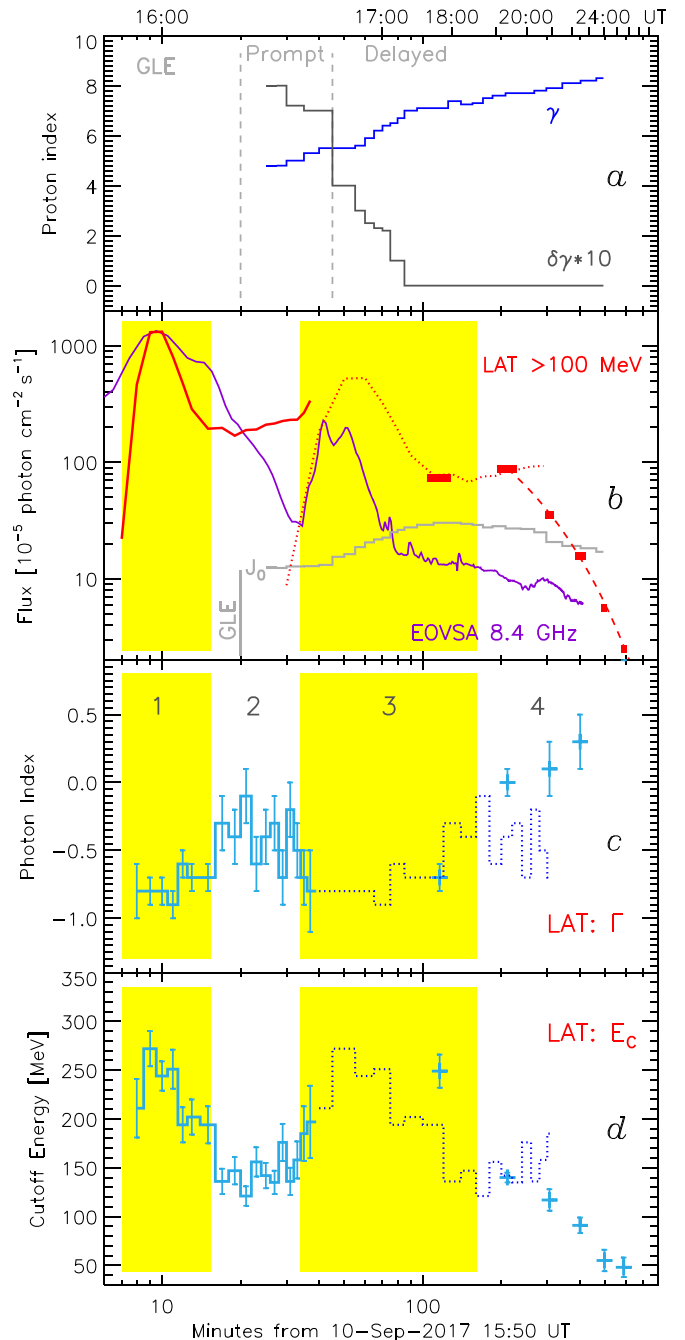 16:00 17:00 18:00 20:00 24:00 UT
10
8
6
4
2
0
Proton index
GLE
Prompt
Delayed
γ
a
δγ*10
1000
100
10
Flux [10⁻⁵ photon cm⁻² s⁻¹]
LAT >100 MeV
b
J₀
GLE
EOVSA 8.4 GHz
1 2 3 4
0.5
0.0
−0.5
−1.0
Photon Index
c
LAT: Γ
350
300
250
200
150
100
50
Cutoff Energy [MeV]
LAT: E_C
d
10 100
Minutes from 10-Sep-2017 15:50 UT